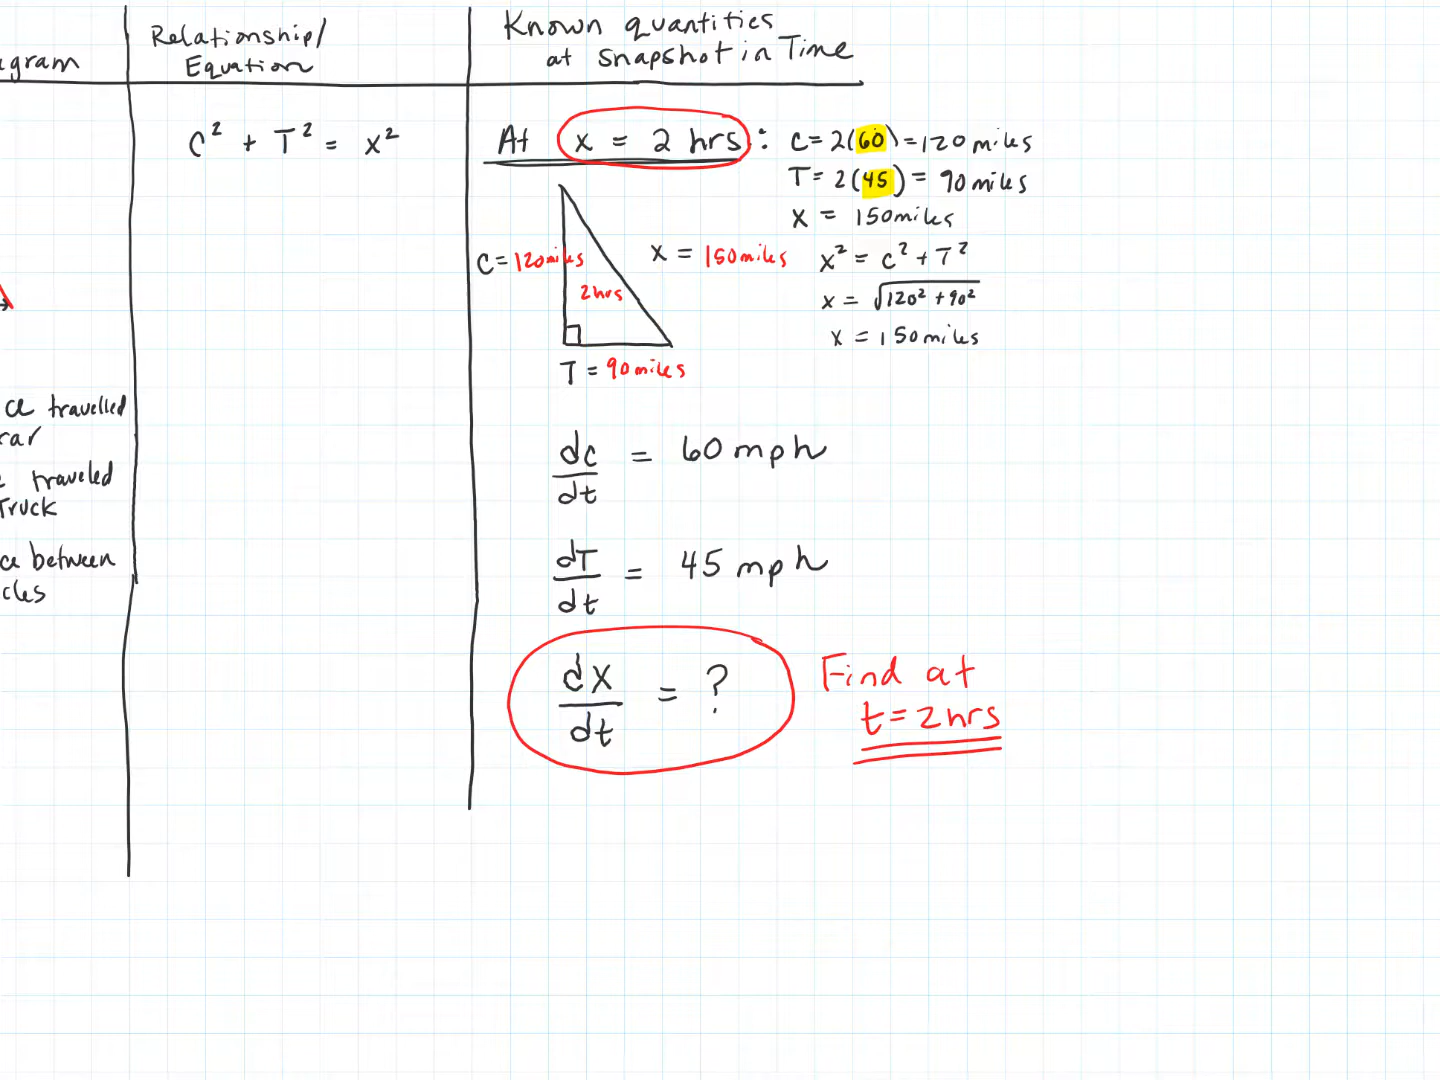 agram
Relationship/
Equation
Known quantities
at snapshot in Time
C² + T² = x²
At x = 2 hrs :
C = 2(60) = 120 miles
T = 2(45) = 90 miles
x = 150 miles
x² = C² + T²
x = √120² + 90²
x = 150 miles
C = 120 miles
x = 150 miles
2hrs
T = 90 miles
ce travelled
car
e traveled
Truck
ce between
cles
dc/dt = 60 mph
dT/dt = 45 mph
dx/dt = ?
Find at
t = 2 hrs